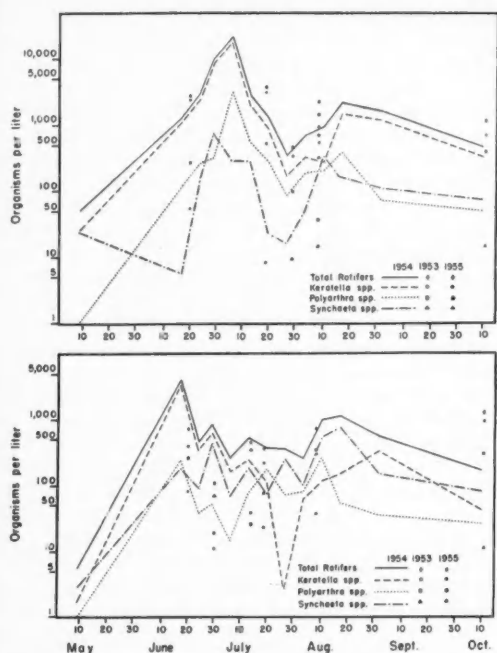 Organisms per liter
10,000
5,000
1,000
500
100
50
10
5
1
1954 1953 1955
Total Rotifers
Keratella spp.
Polyarthra spp.
Synchaeta spp.
10 20 30 10 20 30 10 20 30 10 20 30 10 20 30 10
Organisms per liter
5,000
1,000
500
100
50
10
5
1
1954 1953 1955
Total Rotifers
Keratella spp.
Polyarthra spp.
Synchaeta spp.
10 20 30 10 20 30 10 20 30 10 20 30 10 20 30 10
May June July Aug. Sept. Oct.